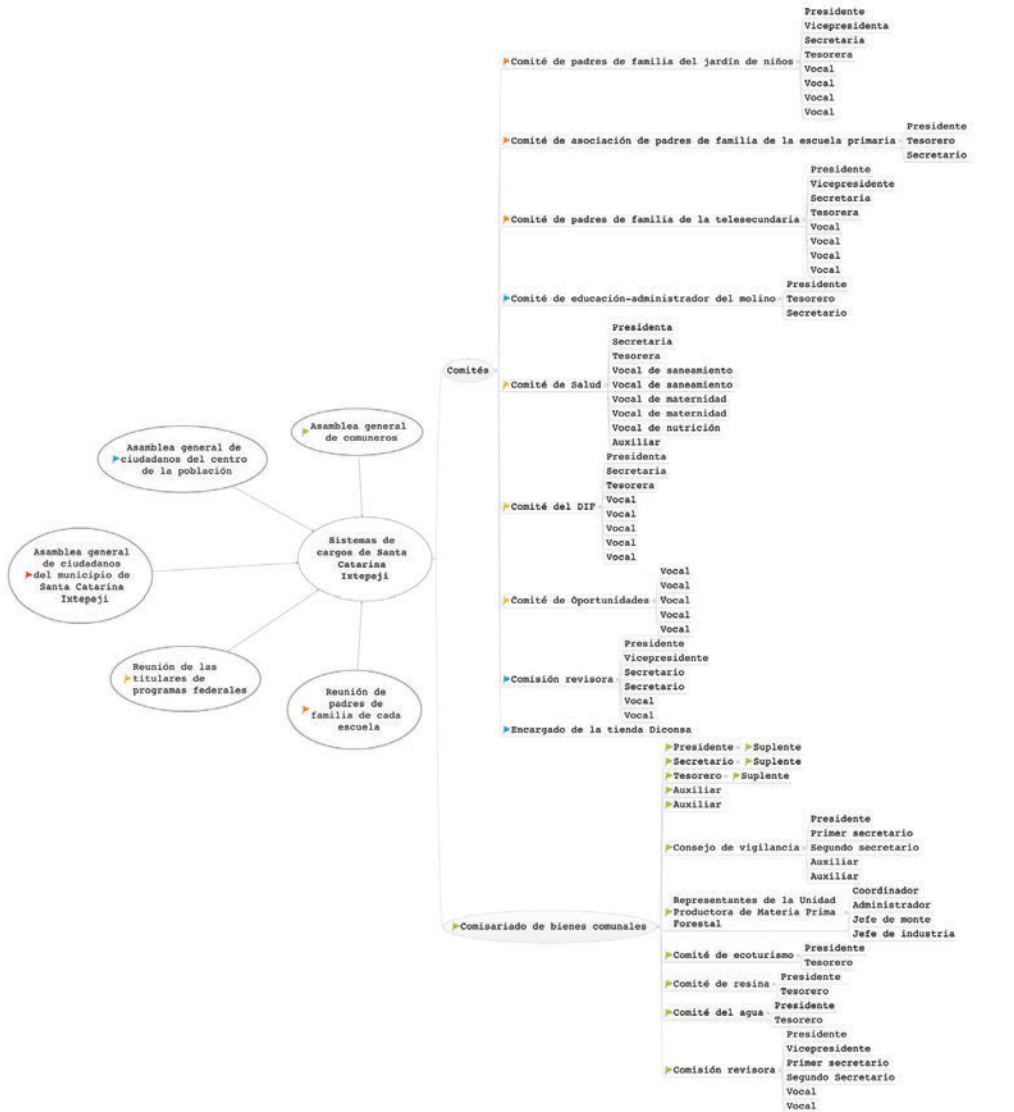 Presidente
Vicepresidenta
Secretaria
Tesorera
Comité de padres de familia del jardín de niños
Vocal
Vocal
Vocal
Vocal
Presidente
Comité de asociación de padres de familia de la escuela primaria
Tesorero
Secretario
Presidente
Vicepresidente
Secretaria
Tesorera
Comité de padres de familia de la telesecundaria
Vocal
Vocal
Vocal
Vocal
Presidente
Comité de educación-administrador del molino
Tesorero
Secretario
Comités
Presidenta
Secretaria
Tesorera
Vocal de saneamiento
Comité de Salud
Vocal de saneamiento
Vocal de maternidad
Vocal de maternidad
Vocal de nutrición
Auxiliar
Presidenta
Secretaria
Tesorera
Vocal
Comité del DIF
Vocal
Vocal
Vocal
Vocal
Vocal
Vocal
Comité de Oportunidades
Vocal
Vocal
Vocal
Presidente
Vicepresidente
Comisión revisora
Secretario
Secretario
Vocal
Vocal
Encargado de la tienda Diconsa
Asamblea general
de comuneros
Asamblea general de
ciudadanos del centro
de la población
Sistemas de
cargos de Santa
Catarina
Ixtepeji
Asamblea general
de ciudadanos
del municipio de
Santa Catarina
Ixtepeji
Reunión de las
titulares de
programas federales
Reunión de
padres de
familia de cada
escuela
Comisariado de bienes comunales
Presidente Suplente
Secretario Suplente
Tesorero Suplente
Auxiliar
Auxiliar
Presidente
Primer secretario
Consejo de vigilancia
Segundo secretario
Auxiliar
Auxiliar
Representantes de la Unidad
Productora de Materia Prima
Forestal
Coordinador
Administrador
Jefe de monte
Jefe de industria
Comité de ecoturismo
Presidente
Tesorero
Comité de resina
Presidente
Tesorero
Comité del agua
Presidente
Tesorero
Presidente
Vicepresidente
Comisión revisora
Primer secretario
Segundo Secretario
Vocal
Vocal